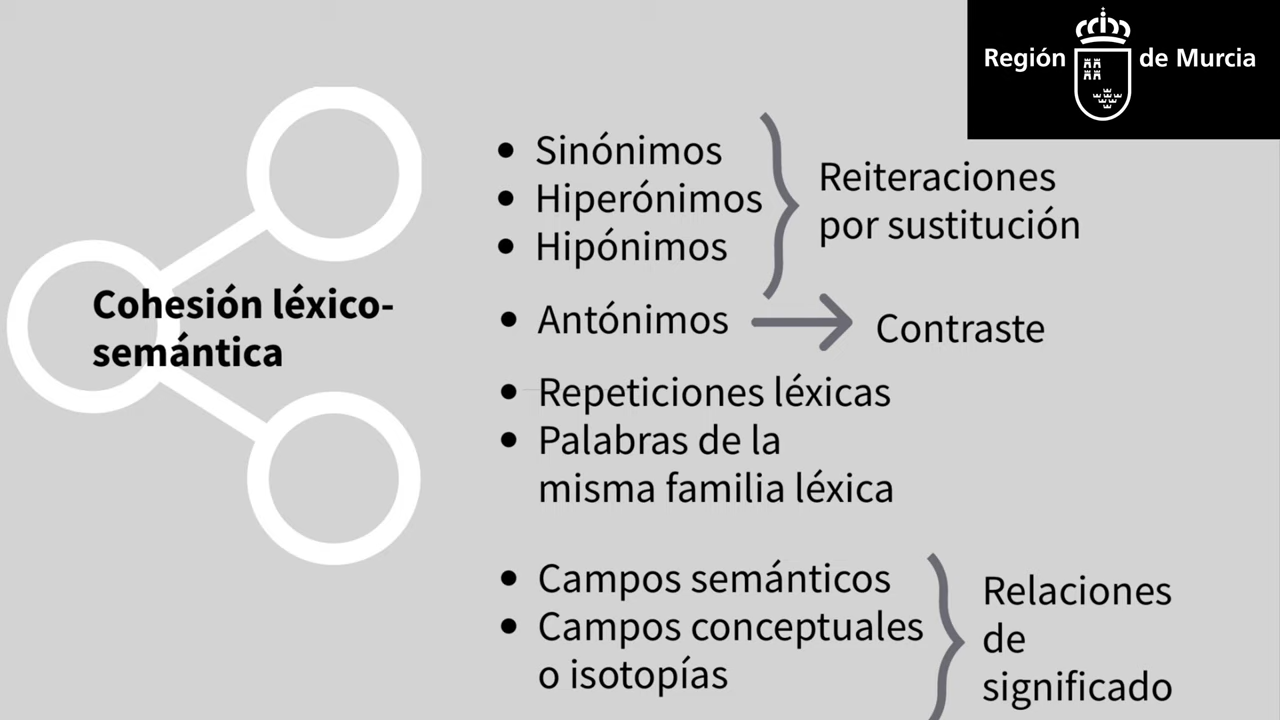 Región de Murcia
Cohesión léxico-
semántica
• Sinónimos
• Hiperónimos
• Hipónimos
Reiteraciones
por sustitución
• Antónimos
Contraste
• Repeticiones léxicas
• Palabras de la
misma familia léxica
• Campos semánticos
• Campos conceptuales
o isotopías
Relaciones
de
significado